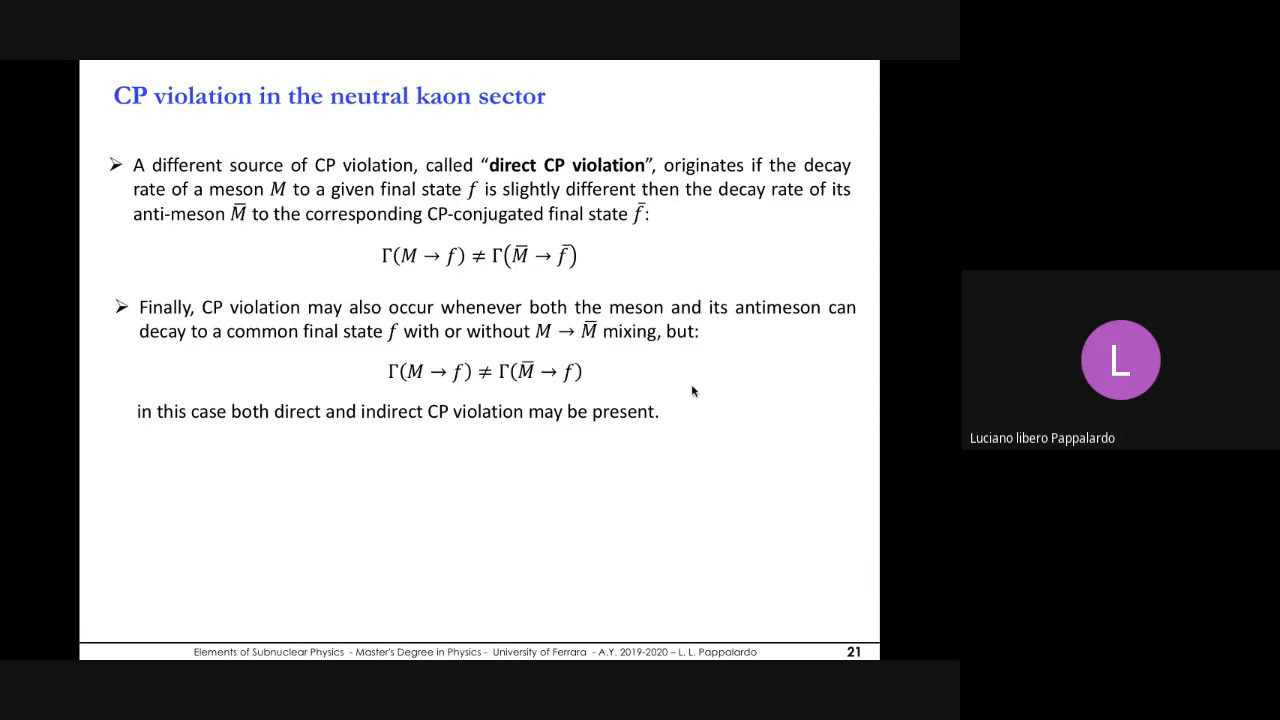 CP violation in the neutral kaon sector
➢ A different source of CP violation, called “direct CP violation”, originates if the decay
rate of a meson M to a given final state f is slightly different then the decay rate of its
anti-meson M̅ to the corresponding CP-conjugated final state f̅:
Γ(M → f) ≠ Γ(M̅ → f̅)
➢ Finally, CP violation may also occur whenever both the meson and its antimeson can
decay to a common final state f with or without M → M̅ mixing, but:
Γ(M → f) ≠ Γ(M̅ → f)
in this case both direct and indirect CP violation may be present.
Elements of Subnuclear Physics - Master's Degree in Physics - University of Ferrara - A.Y. 2019-2020 – L. L. Pappalardo 21
L
Luciano libero Pappalardo